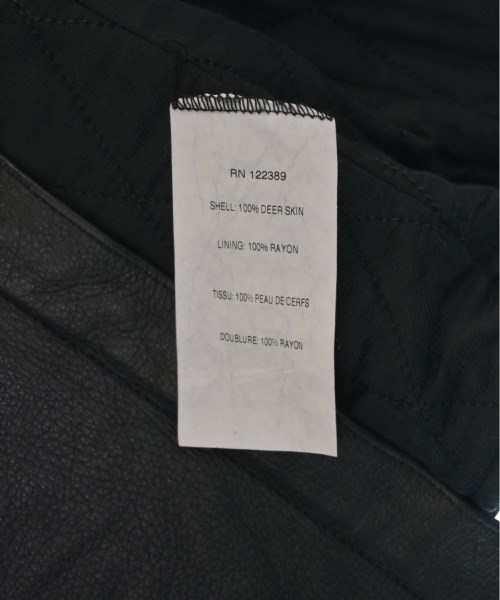 RN 122389
SHELL: 100% DEER SKIN
LINING: 100% RAYON
TISSU: 100% PEAU DE CERFS
DOUBLURE: 100% RAYON